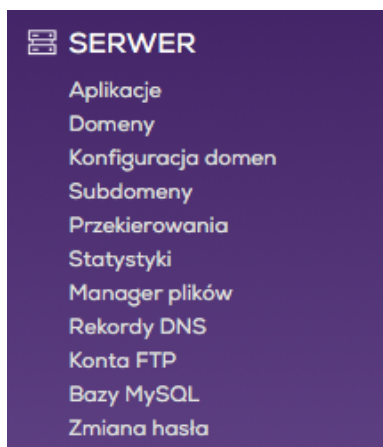 SERWER
Aplikacje
Domeny
Konfiguracja domen
Subdomeny
Przekierowania
Statystyki
Manager plików
Rekordy DNS
Konta FTP
Bazy MySQL
Zmiana hasła